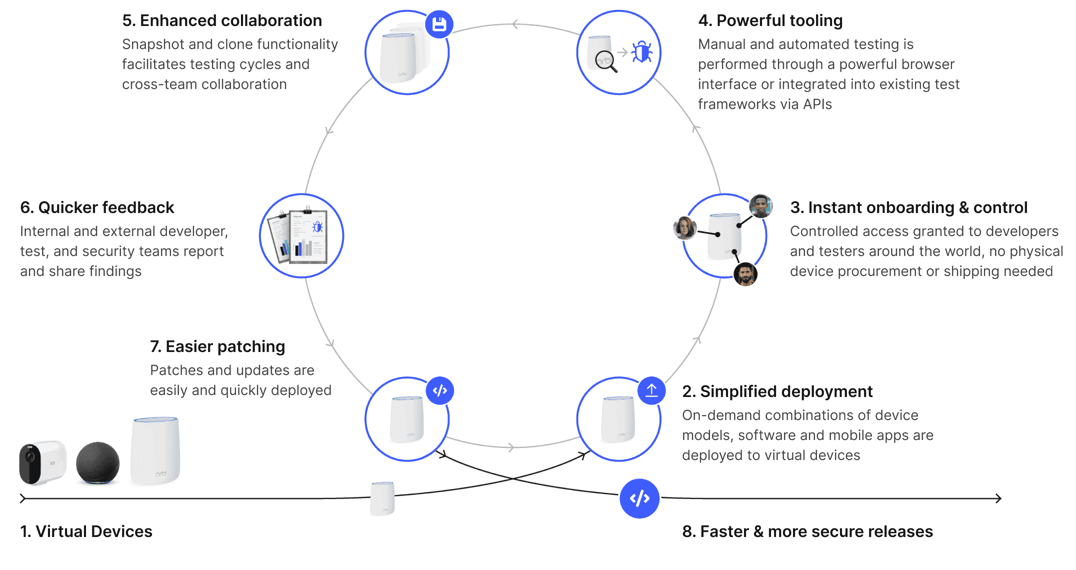 5. Enhanced collaboration
Snapshot and clone functionality
facilitates testing cycles and
cross-team collaboration
4. Powerful tooling
Manual and automated testing is
performed through a powerful browser
interface or integrated into existing test
frameworks via APIs
6. Quicker feedback
Internal and external developer,
test, and security teams report
and share findings
3. Instant onboarding & control
Controlled access granted to developers
and testers around the world, no physical
device procurement or shipping needed
7. Easier patching
Patches and updates are
easily and quickly deployed
2. Simplified deployment
On-demand combinations of device
models, software and mobile apps are
deployed to virtual devices
1. Virtual Devices
8. Faster & more secure releases